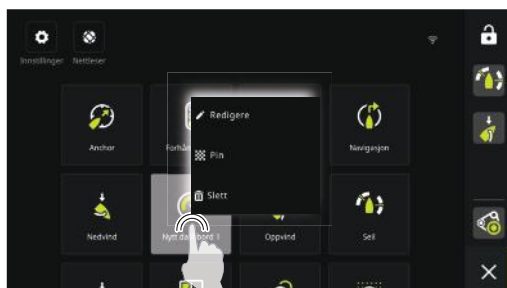 Innstillinger Nettleser
Redigere
Anchor
Navigasjon
Pin
Slett
Nedvind
Oppvind
Seil